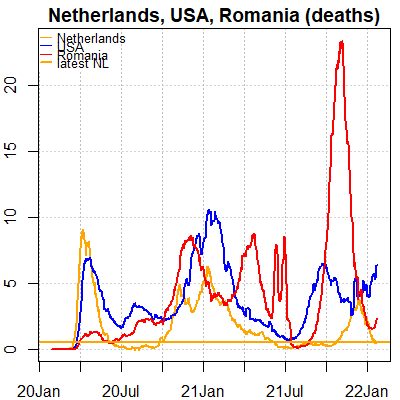 Netherlands, USA, Romania (deaths)
Netherlands
USA
Romania
latest NL
20
15
10
5
0
20Jan 20Jul 21Jan 21Jul 22Jan